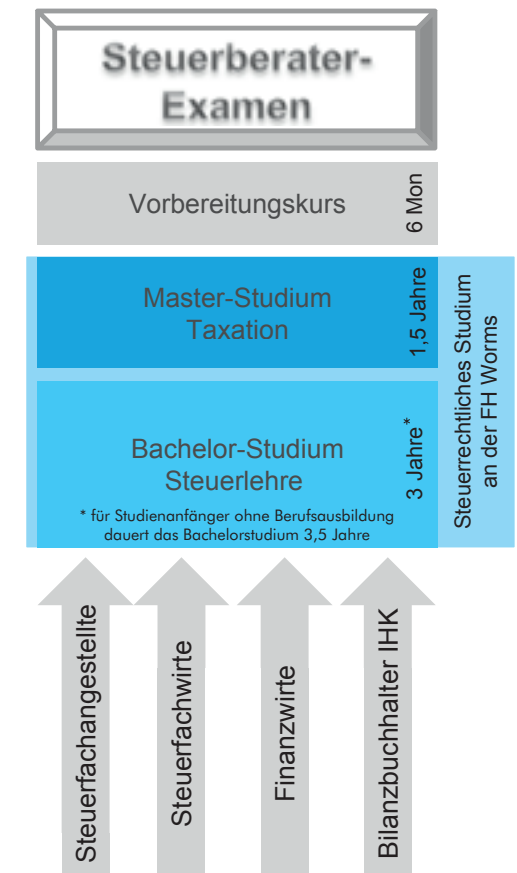 Steuerberater-
Examen
Vorbereitungskurs
6 Mon
Master-Studium
Taxation
1,5 Jahre
Bachelor-Studium
Steuerlehre
3 Jahre*
* für Studienanfänger ohne Berufsausbildung
dauert das Bachelorstudium 3,5 Jahre
Steuerrechtliches Studium
an der FH Worms
Steuerfachangestellte
Steuerfachwirte
Finanzwirte
Bilanzbuchhalter IHK